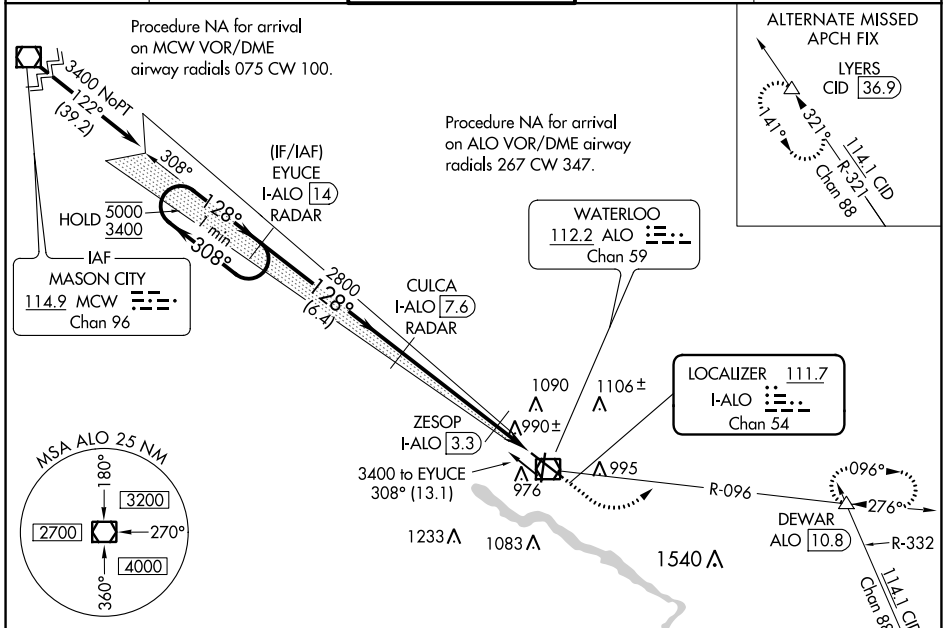 Procedure NA for arrival
on MCW VOR/DME
airway radials 075 CW 100.
ALTERNATE MISSED
APCH FIX
LYERS
CID 36.9
321°
141°
114.1 CID
R-321
Chan 88
3400 NoPT
122°
(39.2)
Procedure NA for arrival
on ALO VOR/DME airway
radials 267 CW 347.
308°
(IF/IAF)
EYUCE
I-ALO 14
RADAR
HOLD 5000
3400
128°
1 min
308°
IAF
MASON CITY
114.9 MCW
Chan 96
WATERLOO
112.2 ALO
Chan 59
2800
128°
(6.4)
CULCA
I-ALO 7.6
RADAR
LOCALIZER 111.7
I-ALO
Chan 54
1090
1106±
990±
ZESOP
I-ALO 3.3
3400 to EYUCE
308° (13.1)
976
995
R-096
096°
276°
DEWAR
ALO 10.8
R-332
114.1 CID
Chan 88
1233
1083
1540
MSA ALO 25 NM
180°
3200
2700
270°
4000
360°